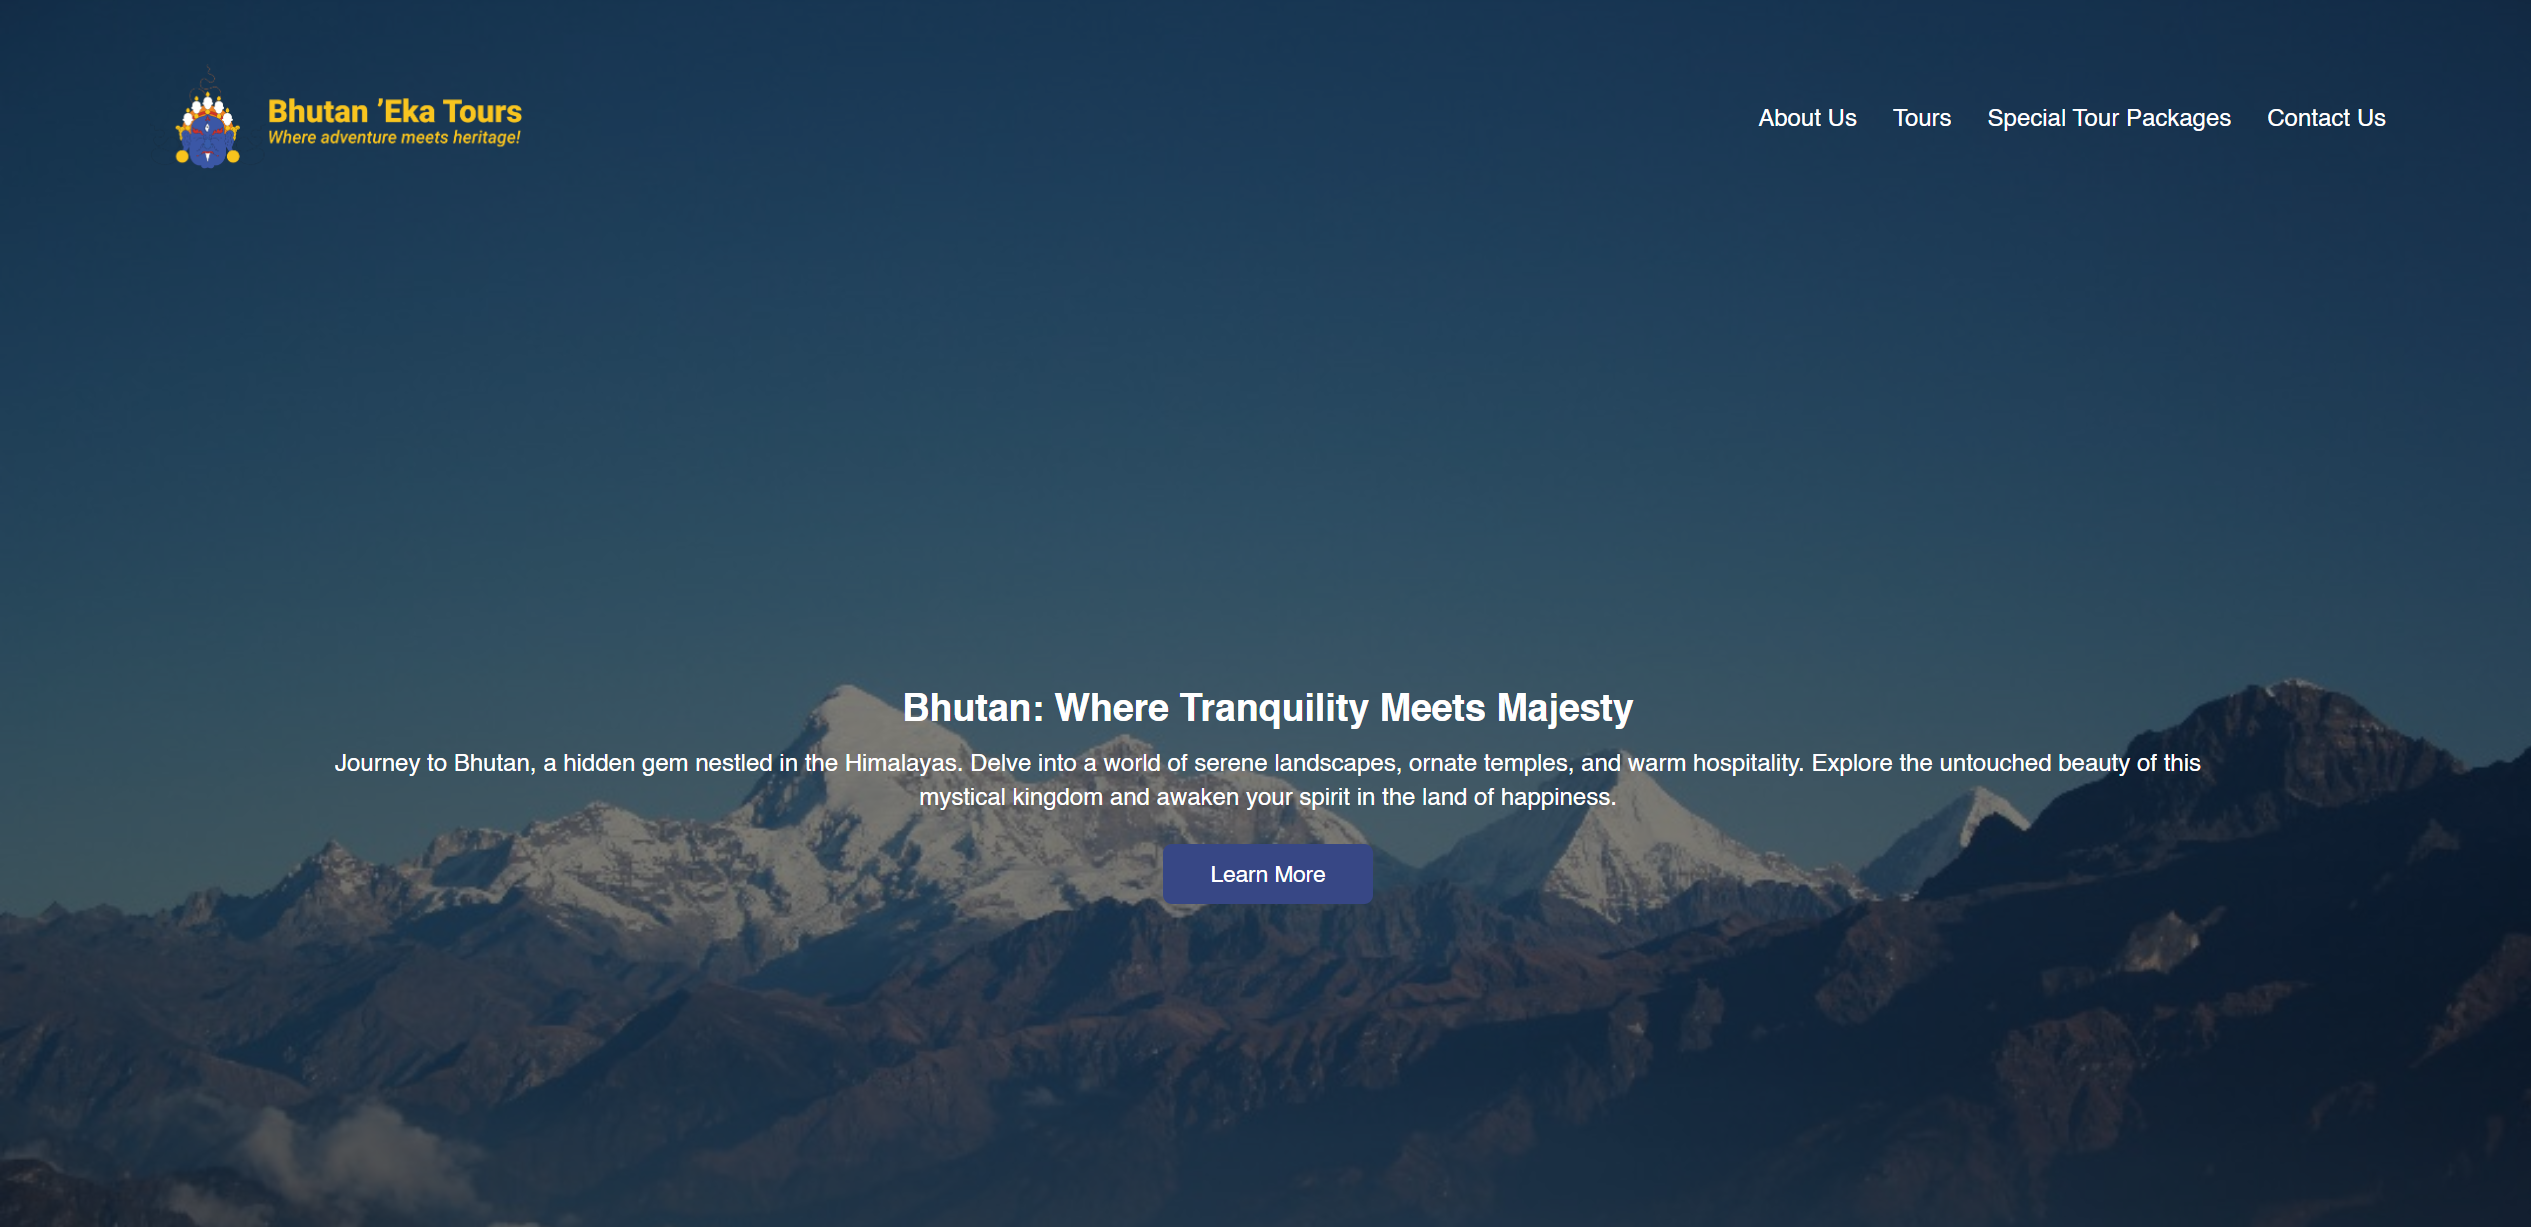 Bhutan 'Eka Tours
Where adventure meets heritage!
About Us
Tours
Special Tour Packages
Contact Us
Bhutan: Where Tranquility Meets Majesty
Journey to Bhutan, a hidden gem nestled in the Himalayas. Delve into a world of serene landscapes, ornate temples, and warm hospitality. Explore the untouched beauty of this
mystical kingdom and awaken your spirit in the land of happiness.
Learn More